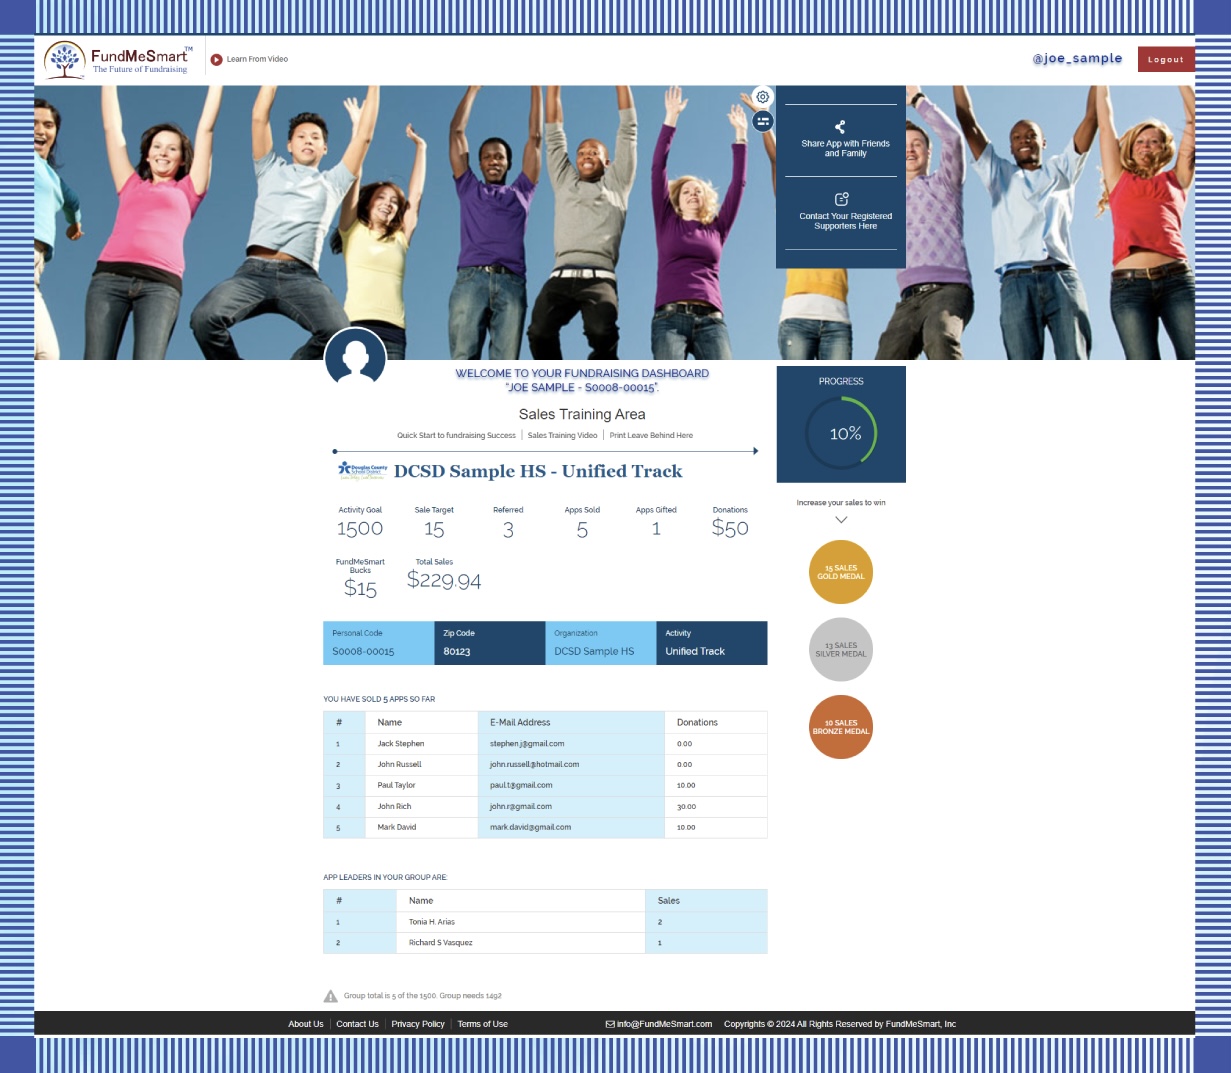 FundMeSmart™
The Future of Fundraising
Learn From Video
@joe_sample
Logout
Share App with Friends
and Family
Contact Your Registered
Supporters Here
WELCOME TO YOUR FUNDRAISING DASHBOARD
"JOE SAMPLE - S0008-00015".
Sales Training Area
Quick Start to fundraising Success | Sales Training Video | Print Leave Behind Here
Douglas County
School District
DCSD Sample HS - Unified Track
Activity Goal Sale Target Referred Apps Sold Apps Gifted Donations
1500 15 3 5 1 $50
FundMeSmart
Bucks
$15
Total Sales
$229.94
Personal Code Zip Code Organization Activity
S0008-00015 80123 DCSD Sample HS Unified Track
PROGRESS
10%
Increase your sales to win
15 SALES
GOLD MEDAL
13 SALES
SILVER MEDAL
10 SALES
BRONZE MEDAL
YOU HAVE SOLD 5 APPS SO FAR
# Name E-Mail Address Donations
1 Jack Stephen stephen.j@gmail.com 0.00
2 John Russell john.russell@hotmail.com 0.00
3 Paul Taylor paul.t@gmail.com 10.00
4 John Rich john.r@gmail.com 30.00
5 Mark David mark.david@gmail.com 10.00
APP LEADERS IN YOUR GROUP ARE:
# Name Sales
1 Tonia H. Arias 2
2 Richard S Vasquez 1
Group total is 5 of the 1500. Group needs 1492
About Us | Contact Us | Privacy Policy | Terms of Use
info@FundMeSmart.com Copyrights © 2024 All Rights Reserved by FundMeSmart, Inc